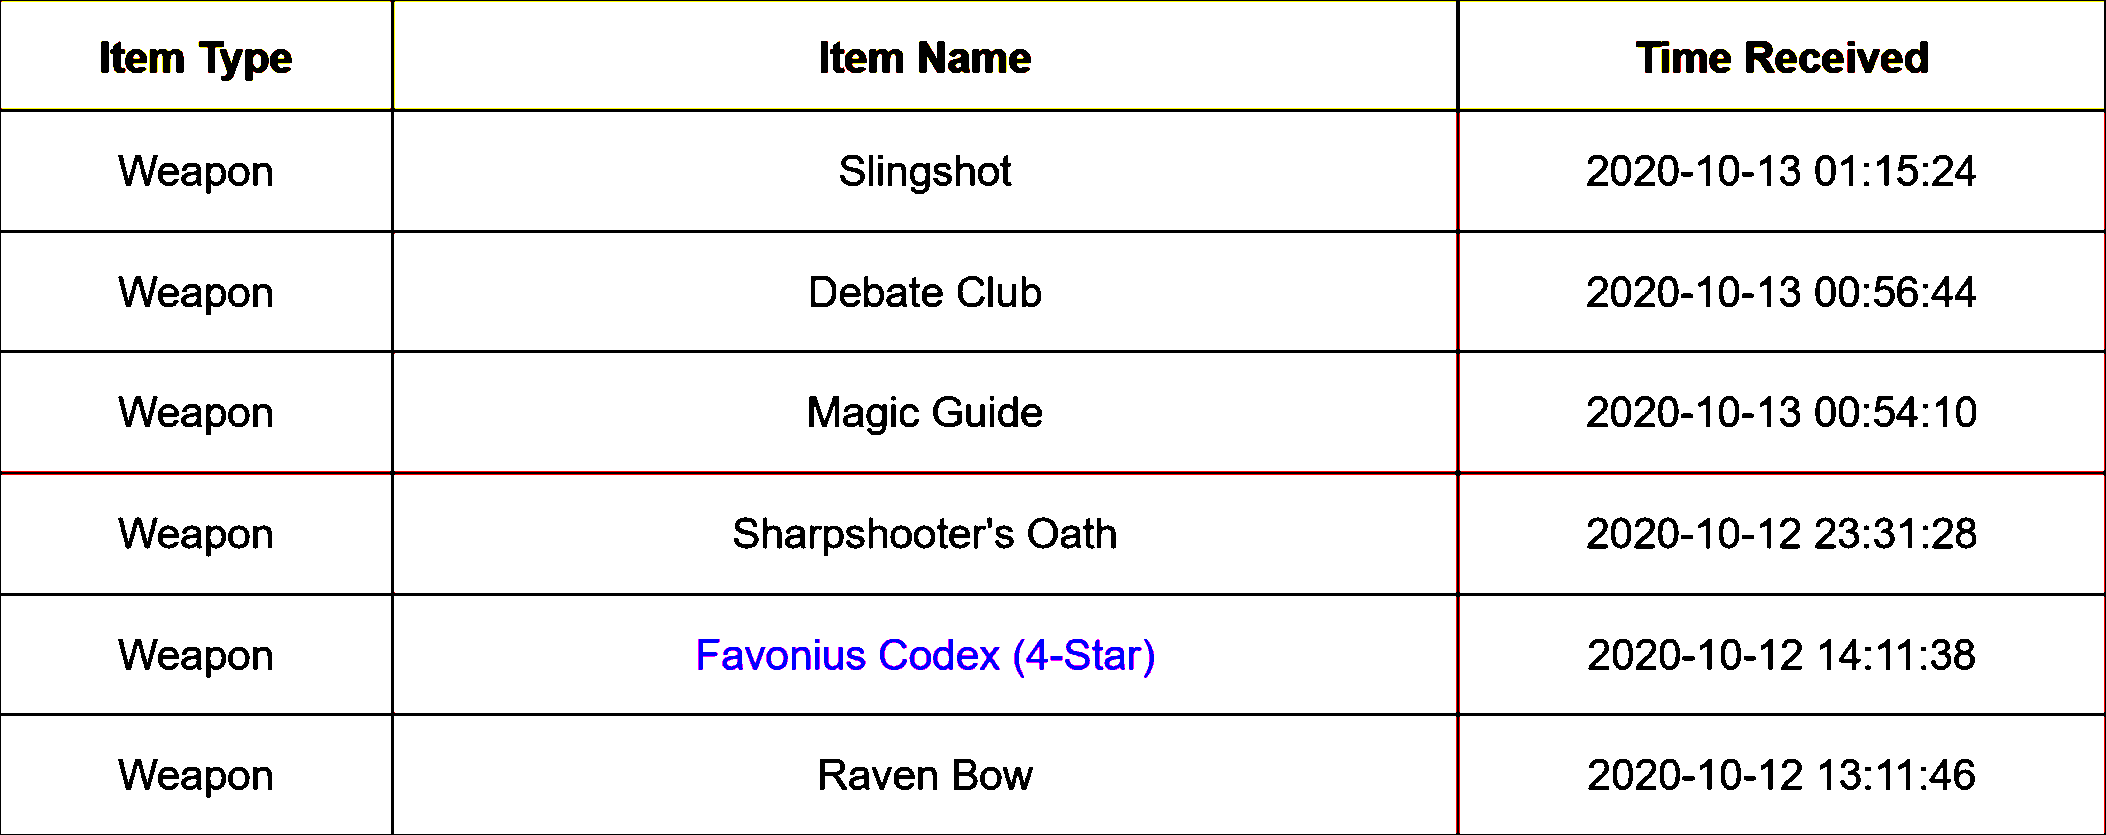 Item Type Item Name Time Received
Weapon Slingshot 2020-10-13 01:15:24
Weapon Debate Club 2020-10-13 00:56:44
Weapon Magic Guide 2020-10-13 00:54:10
Weapon Sharpshooter's Oath 2020-10-12 23:31:28
Weapon Favonius Codex (4-Star) 2020-10-12 14:11:38
Weapon Raven Bow 2020-10-12 13:11:46